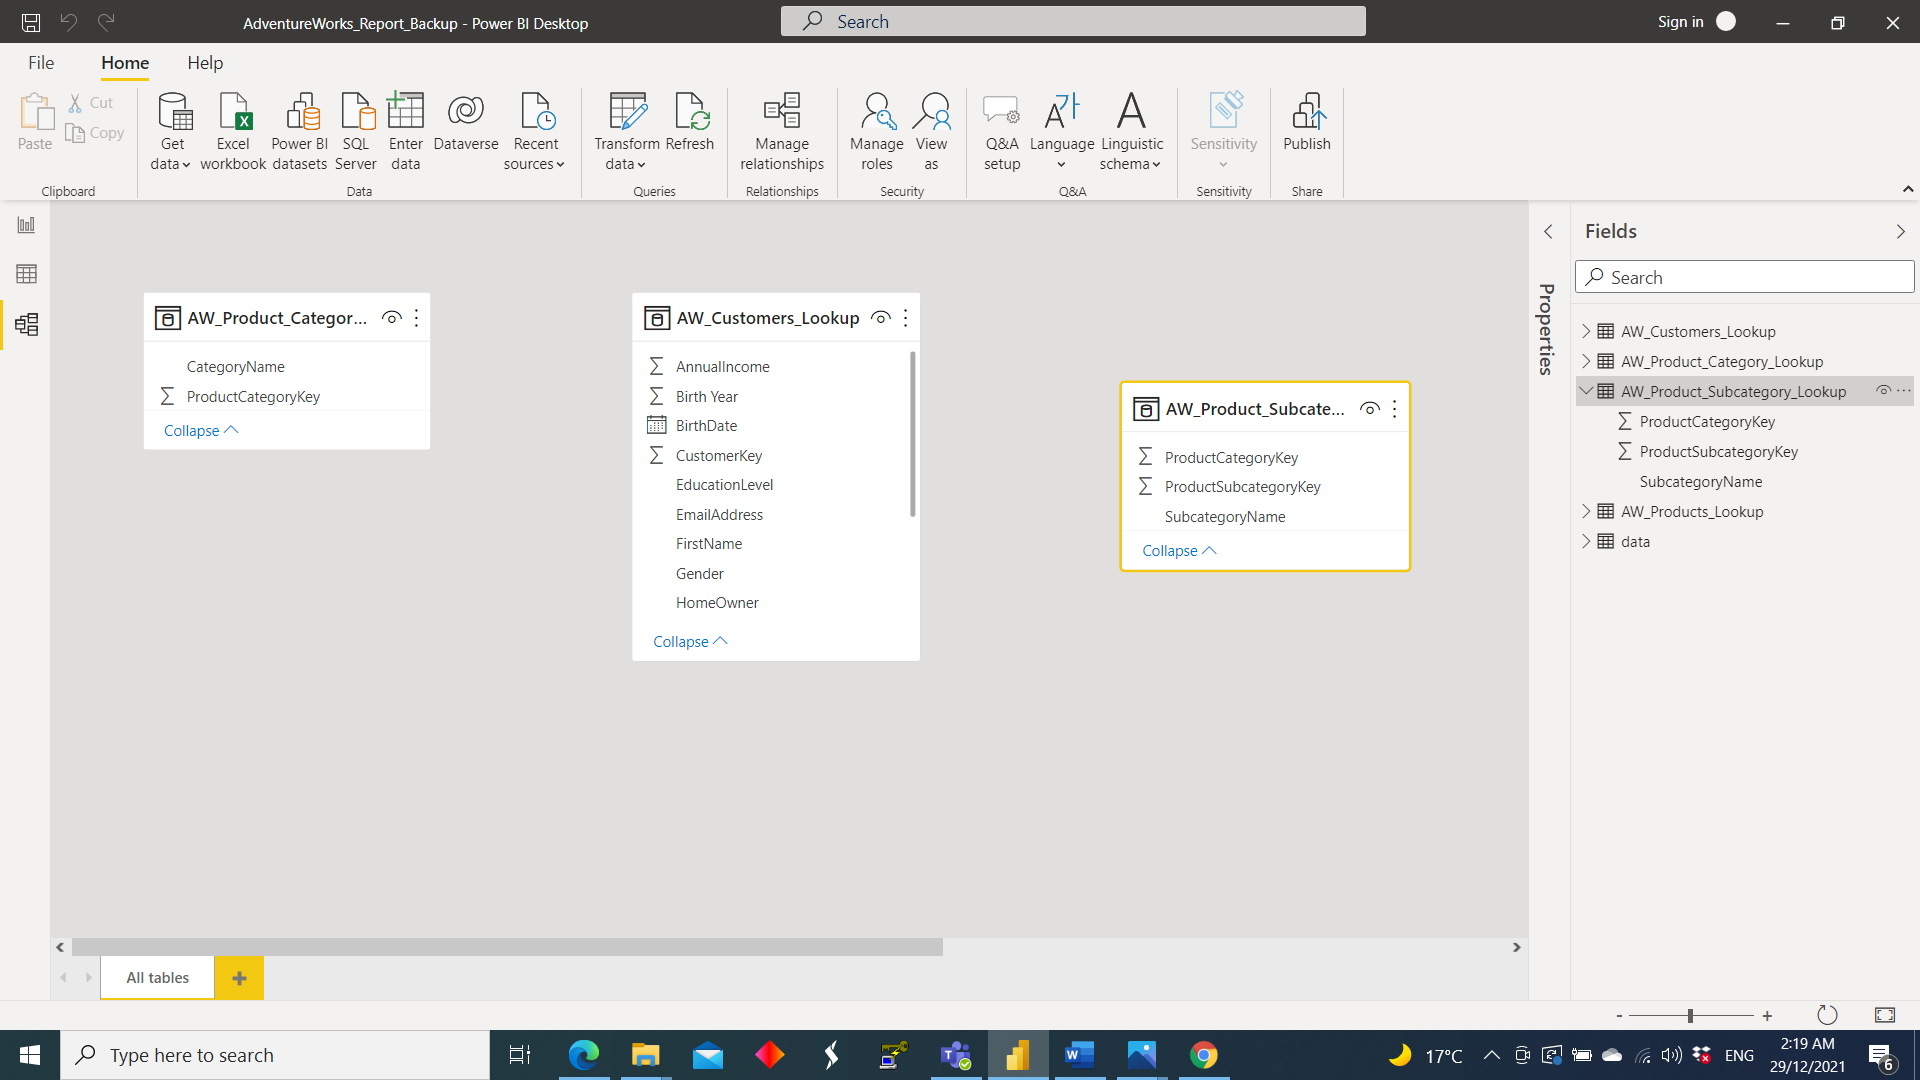 AdventureWorks_Report_Backup - Power BI Desktop
Search
Sign in
File
Home
Help
Paste
Cut
Copy
Clipboard
Get data
Excel workbook
Power BI datasets
SQL Server
Enter data
Dataverse
Recent sources
Data
Transform data
Refresh
Queries
Manage relationships
Relationships
Manage roles
View as
Security
Q&A setup
Language
Linguistic schema
Q&A
Sensitivity
Sensitivity
Publish
Share
AW_Product_Categor...
CategoryName
ProductCategoryKey
Collapse
AW_Customers_Lookup
AnnualIncome
Birth Year
BirthDate
CustomerKey
EducationLevel
EmailAddress
FirstName
Gender
HomeOwner
Collapse
AW_Product_Subcate...
ProductCategoryKey
ProductSubcategoryKey
SubcategoryName
Collapse
Properties
Fields
Search
AW_Customers_Lookup
AW_Product_Category_Lookup
AW_Product_Subcategory_Lookup
ProductCategoryKey
ProductSubcategoryKey
SubcategoryName
AW_Products_Lookup
data
All tables
Type here to search
17°C
ENG
2:19 AM
29/12/2021
6